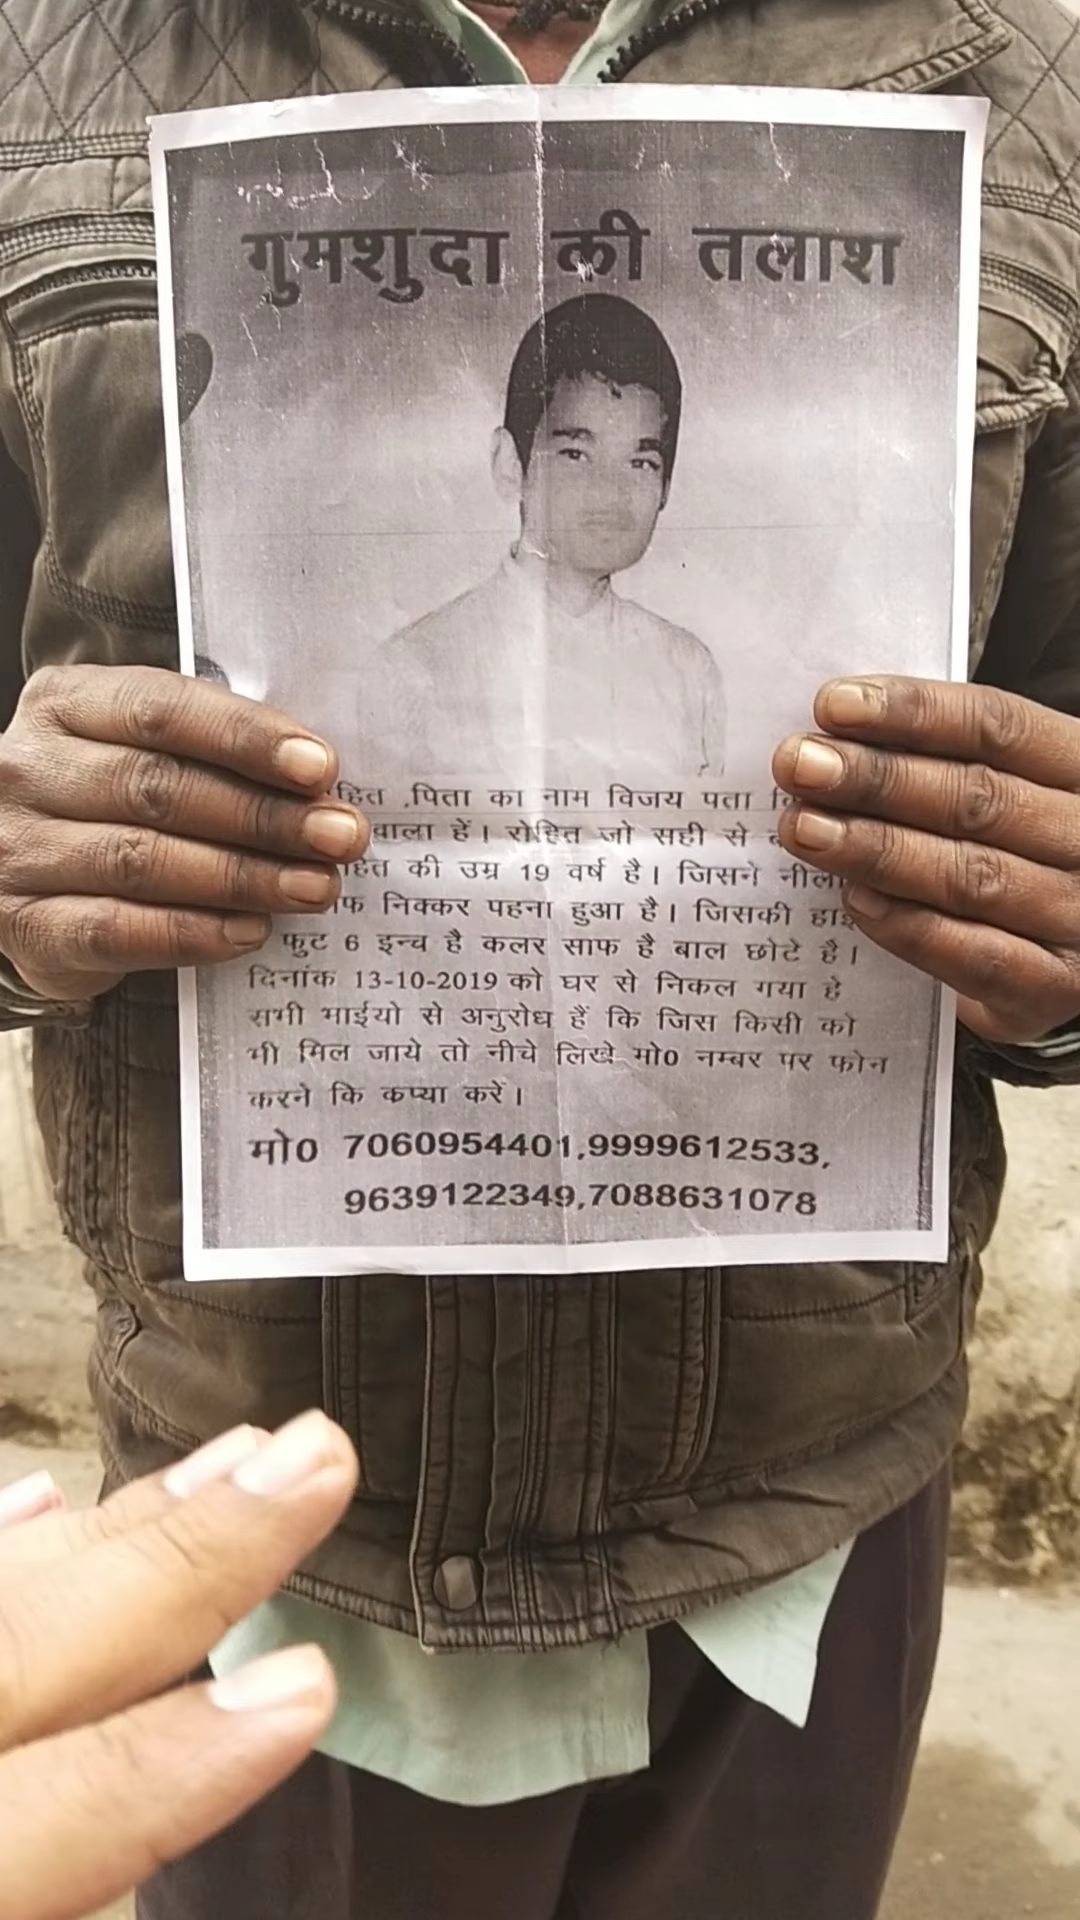 गुमशुदा की तलाश
हित ,पिता का नाम विजय पता
वाला हें। रोहित जो सही से
हित की उम्र 19 वर्ष है। जिसने नीला
निक्कर पहना हुआ है। जिसकी हाइ
फुट 6 इन्च है कलर साफ है बाल छोटे है।
दिनांक 13-10-2019 को घर से निकल गया हे
सभी भाईयो से अनुरोध हैं कि जिस किसी को
भी मिल जाये तो नीचे लिखे मो0 नम्बर पर फोन
करने कि कप्या करें।
मो0 7060954401,9999612533,
9639122349,7088631078